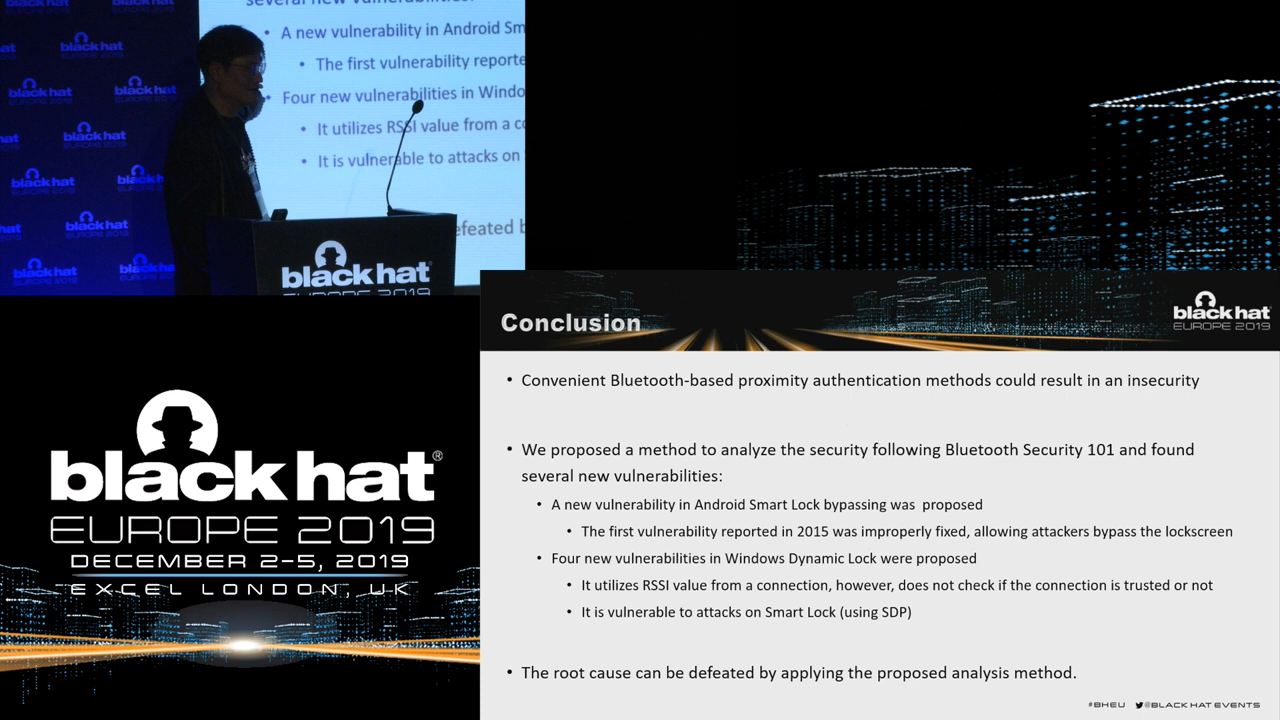 several new vulnerabilities:
• A new vulnerability in Android Sm
• The first vulnerability reporte
• Four new vulnerabilities in Windo
• It utilizes RSSI value from a co
• It is vulnerable to attacks on
efeated b
black hat
EUROPE 2019
black hat
EUROPE 2019
black hat®
EUROPE 2019
DECEMBER 2-5, 2019
EXCEL LONDON, UK
Conclusion
black hat
EUROPE 2019
• Convenient Bluetooth-based proximity authentication methods could result in an insecurity
• We proposed a method to analyze the security following Bluetooth Security 101 and found
several new vulnerabilities:
• A new vulnerability in Android Smart Lock bypassing was proposed
• The first vulnerability reported in 2015 was improperly fixed, allowing attackers bypass the lockscreen
• Four new vulnerabilities in Windows Dynamic Lock were proposed
• It utilizes RSSI value from a connection, however, does not check if the connection is trusted or not
• It is vulnerable to attacks on Smart Lock (using SDP)
• The root cause can be defeated by applying the proposed analysis method.
#BHEU @BLACK HAT EVENTS